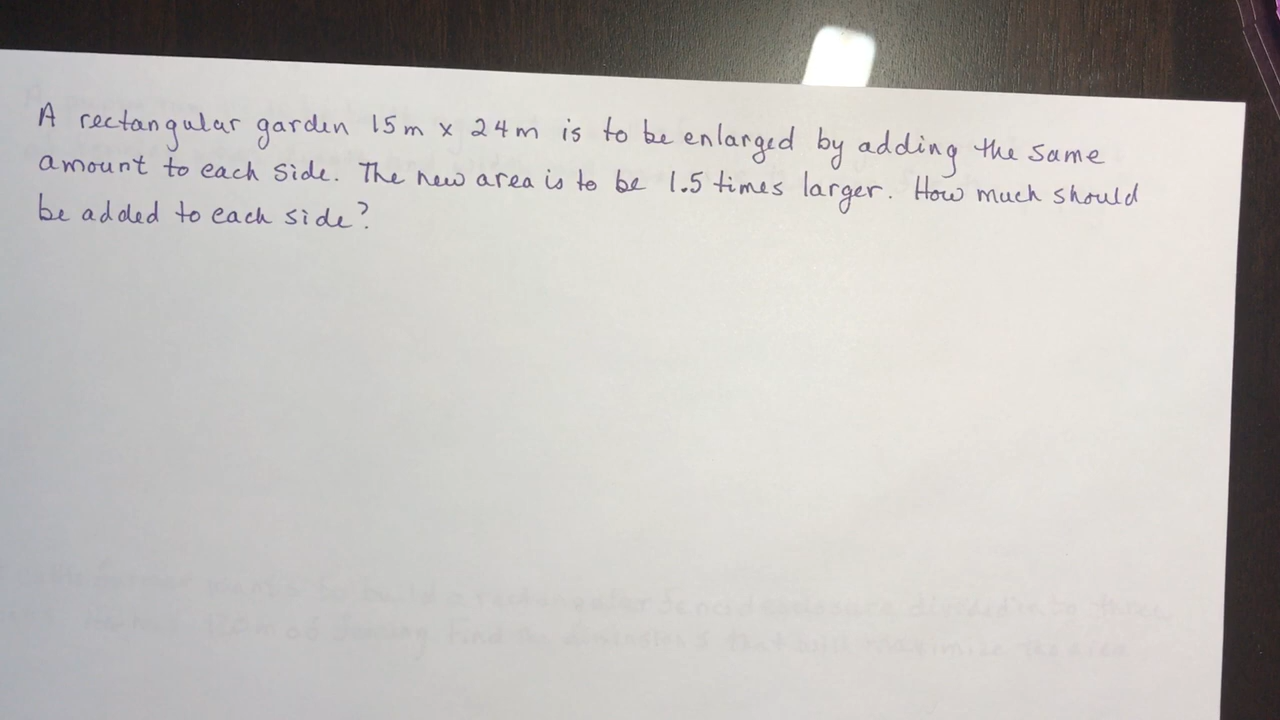 A rectangular garden 15m x 24m is to be enlarged by adding the same
amount to each side. The new area is to be 1.5 times larger. How much should
be added to each side?